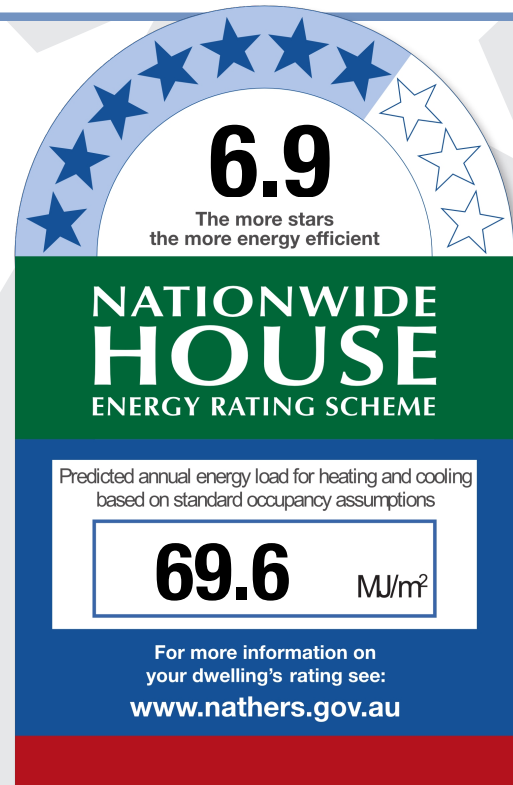 6.9
The more stars
the more energy efficient
NATIONWIDE
HOUSE
ENERGY RATING SCHEME
Predicted annual energy load for heating and cooling
based on standard occupancy assumptions
69.6 MJ/m²
For more information on
your dwelling's rating see:
www.nathers.gov.au